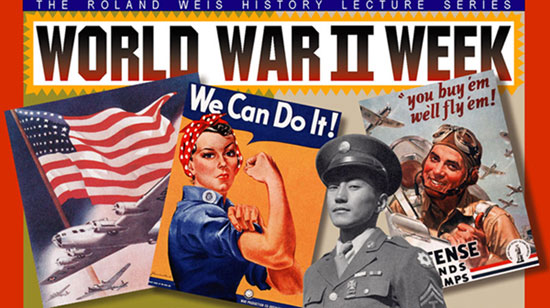 THE ROLAND WEIS HISTORY LECTURE SERIES
WORLD WAR II WEEK
We Can Do It!
"you buy 'em
we'll fly 'em!